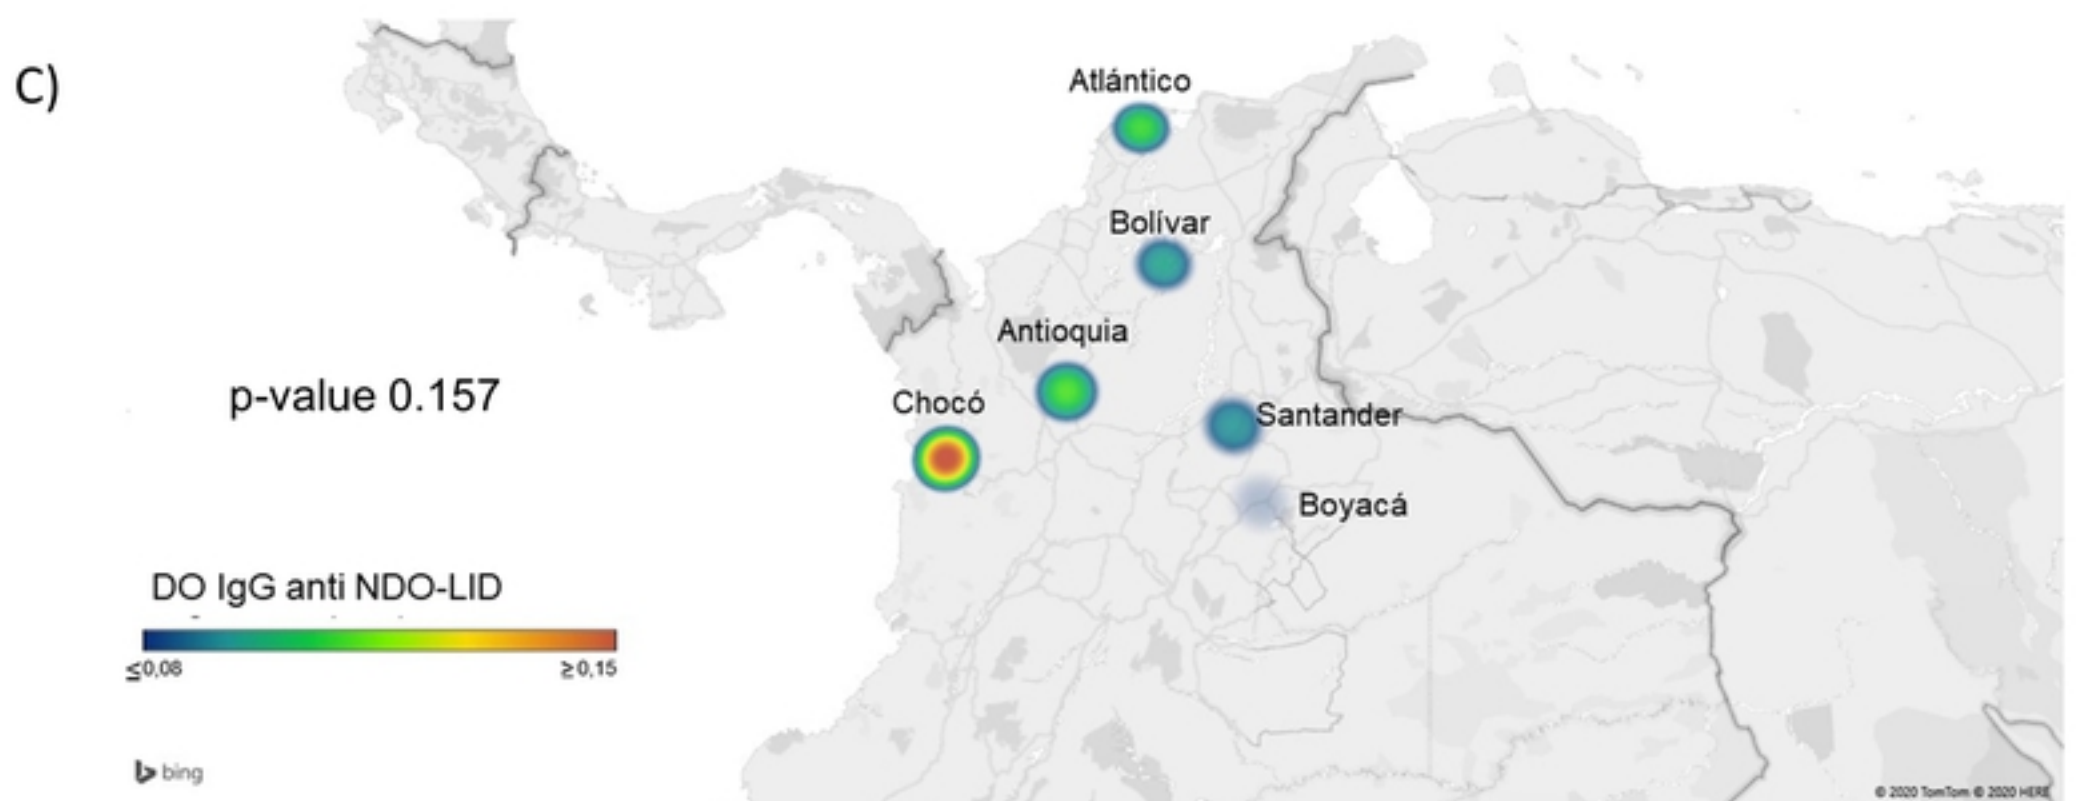 C)
Atlántico
Bolívar
Antioquia
p-value 0.157
Chocó
Santander
Boyacá
DO IgG anti NDO-LID
≤0,08
≥0,15
bing
© 2020 TomTom © 2020 HERE